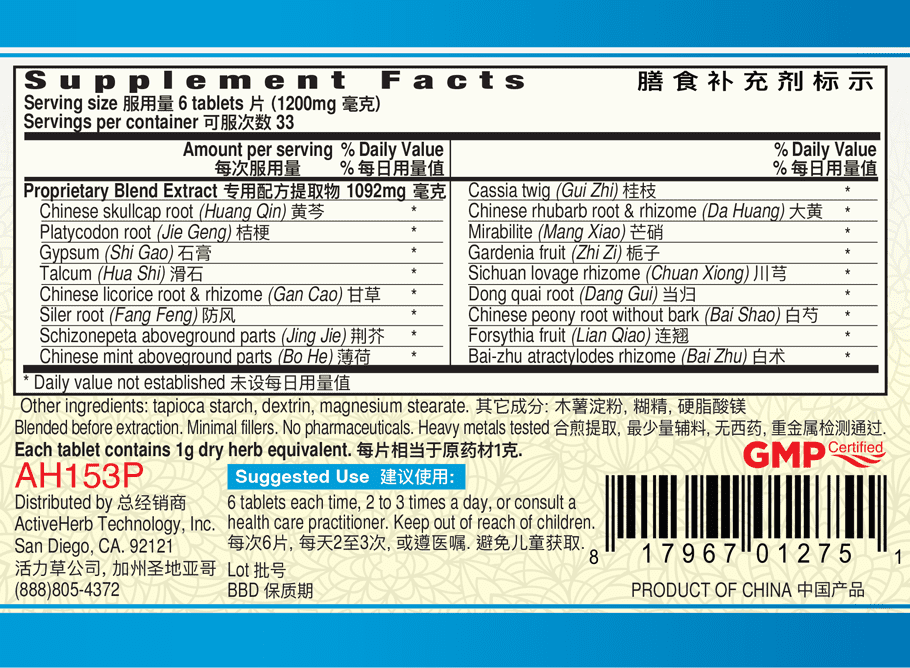 Supplement Facts 膳食补充剂标示
Serving size 服用量 6 tablets 片 (1200mg 毫克)
Servings per container 可服次数 33
Amount per serving % Daily Value
每次服用量 % 每日用量值
Proprietary Blend Extract 专用配方提取物 1092mg 毫克
Chinese skullcap root (Huang Qin) 黄芩 *
Platycodon root (Jie Geng) 桔梗 *
Gypsum (Shi Gao) 石膏 *
Talcum (Hua Shi) 滑石 *
Chinese licorice root & rhizome (Gan Cao) 甘草 *
Siler root (Fang Feng) 防风 *
Schizonepeta aboveground parts (Jing Jie) 荆芥 *
Chinese mint aboveground parts (Bo He) 薄荷 *
% Daily Value
% 每日用量值
Cassia twig (Gui Zhi) 桂枝 *
Chinese rhubarb root & rhizome (Da Huang) 大黄 *
Mirabilite (Mang Xiao) 芒硝 *
Gardenia fruit (Zhi Zi) 栀子 *
Sichuan lovage rhizome (Chuan Xiong) 川芎 *
Dong quai root (Dang Gui) 当归 *
Chinese peony root without bark (Bai Shao) 白芍 *
Forsythia fruit (Lian Qiao) 连翘 *
Bai-zhu atractylodes rhizome (Bai Zhu) 白术 *
* Daily value not established 未设每日用量值
Other ingredients: tapioca starch, dextrin, magnesium stearate. 其它成分: 木薯淀粉, 糊精, 硬脂酸镁
Blended before extraction. Minimal fillers. No pharmaceuticals. Heavy metals tested 合煎提取, 最少量辅料, 无西药, 重金属检测通过.
Each tablet contains 1g dry herb equivalent. 每片相当于原药材1克.
GMP Certified
AH153P
Distributed by 总经销商
ActiveHerb Technology, Inc.
San Diego, CA. 92121
活力草公司, 加州圣地亚哥
(888)805-4372
Suggested Use 建议使用:
6 tablets each time, 2 to 3 times a day, or consult a
health care practitioner. Keep out of reach of children.
每次6片, 每天2至3次, 或遵医嘱. 避免儿童获取.
Lot 批号
BBD 保质期
8 17967 01275 1
PRODUCT OF CHINA 中国产品